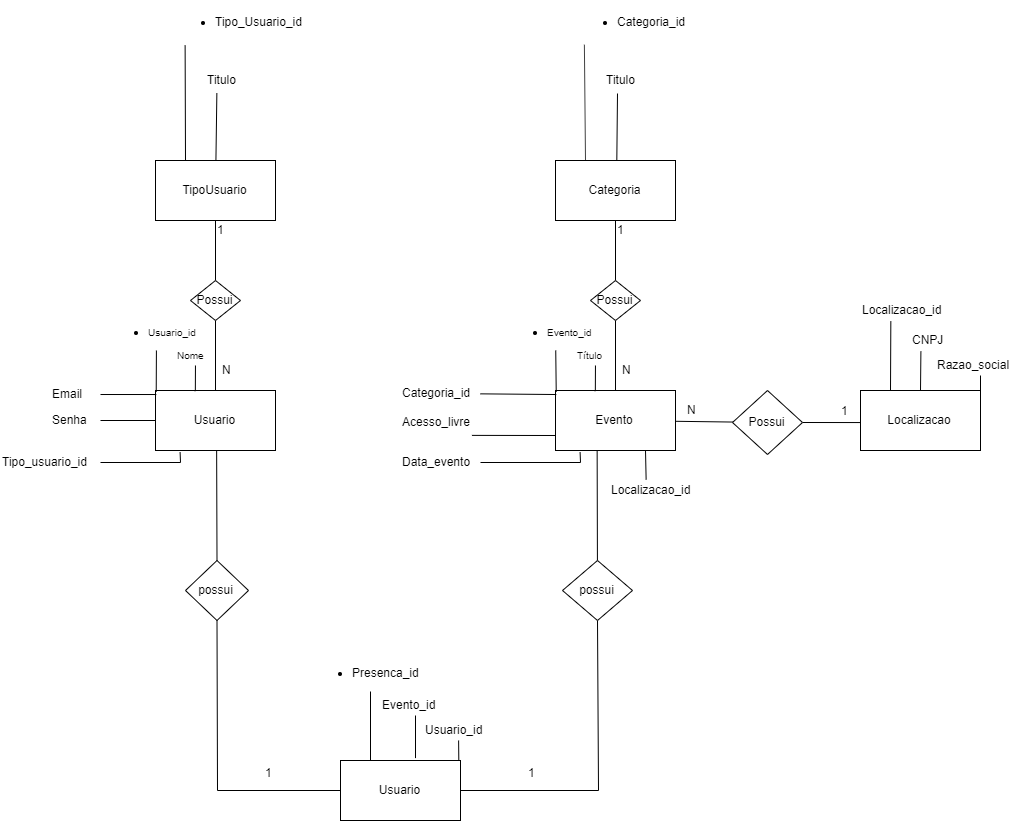 • Tipo_Usuario_id
• Categoria_id
Titulo
Titulo
TipoUsuario
Categoria
1
1
Possui
Possui
Localizacao_id
• Usuario_id
• Evento_id
CNPJ
Nome
Título
Razao_social
N
N
Email
Categoria_id
N
1
Senha
Usuario
Acesso_livre
Evento
Possui
Localizacao
Tipo_usuario_id
Data_evento
Localizacao_id
possui
possui
• Presenca_id
Evento_id
Usuario_id
1
1
Usuario